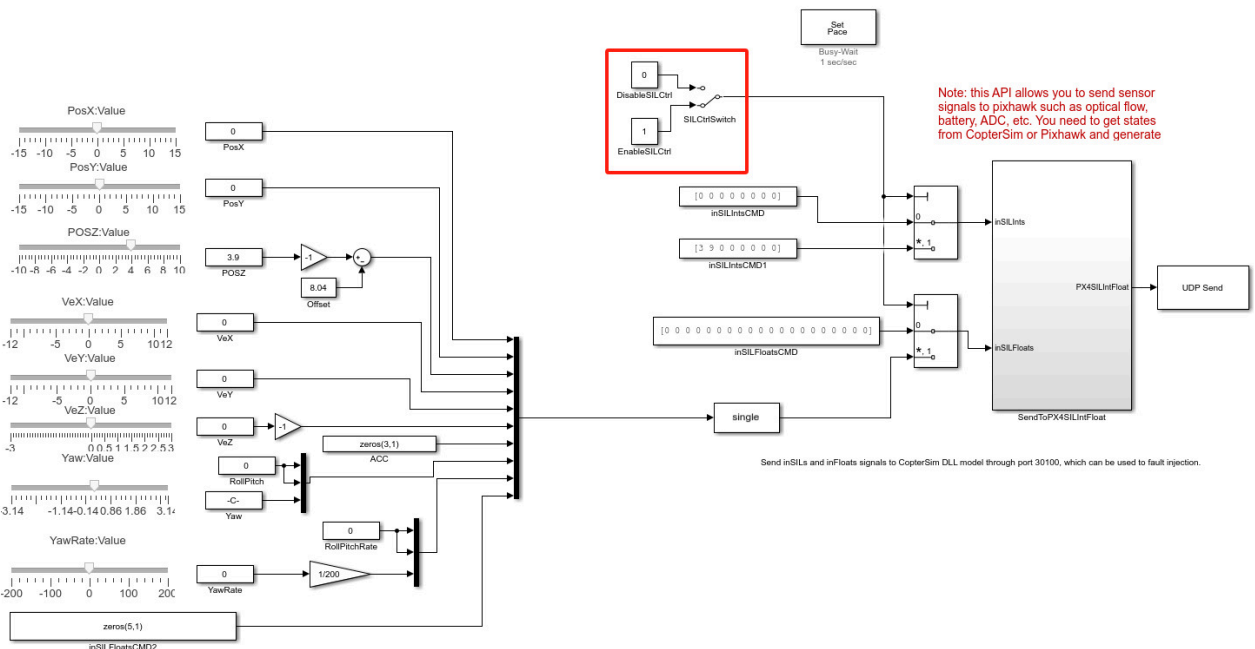 Set
Pace
Busy-Wait
1 sec/sec
0
DisableSILCtrl
1
EnableSILCtrl
SILCtrlSwitch
Note: this API allows you to send sensor
signals to pixhawk such as optical flow,
battery, ADC, etc. You need to get states
from CopterSim or Pixhawk and generate
PosX:Value
-15 -10 -5 0 5 10 15
0
PosX
PosY:Value
-15 -10 -5 0 5 10 15
0
PosY
POSZ:Value
-10 -8 -6 -4 -2 0 2 4 6 8 10
3.9
POSZ
-1
8.04
Offset
VeX:Value
-12 -5 0 5 10 12
0
VeX
VeY:Value
-12 -5 0 5 10 12
0
VeY
VeZ:Value
-3 0 0.5 1 1.5 2 2.5 3
0
VeZ
-1
zeros(3,1)
ACC
Yaw:Value
-3.14 -1.14 -0.14 0.86 1.86 3.14
0
RollPitch
-C-
Yaw
0
RollPitchRate
YawRate:Value
-200 -100 0 100 200
0
YawRate
1/200
zeros(5,1)
inSILFloatsCMD2
[0 0 0 0 0 0 0 0]
inSILIntsCMD
[3 9 0 0 0 0 0 0]
inSILIntsCMD1
0
*, 1
[0 0 0 0 0 0 0 0 0 0 0 0 0 0 0 0 0 0 0 0]
inSILFloatsCMD
0
*, 1
single
inSILInts
inSILFloats
PX4SILIntFloat
SendToPX4SILIntFloat
UDP Send
Send inSILs and inFloats signals to CopterSim DLL model through port 30100, which can be used to fault injection.